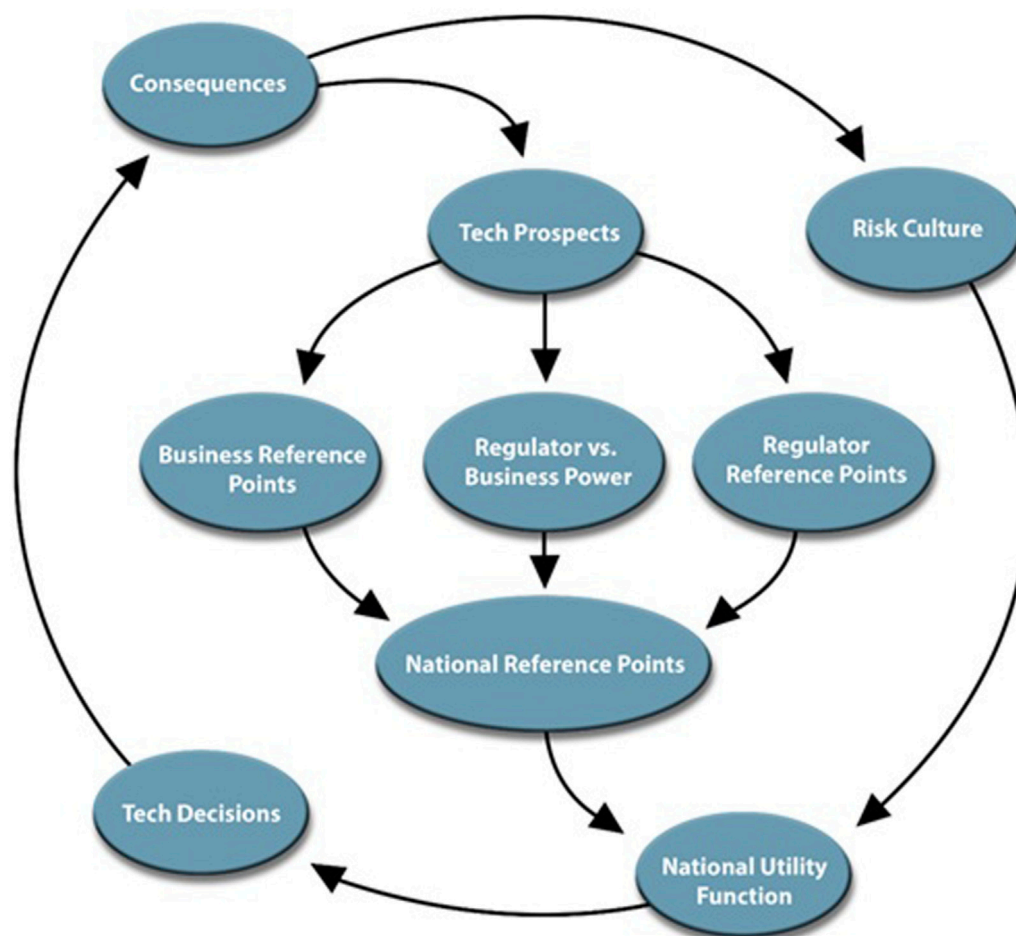 Consequences
Tech Prospects
Risk Culture
Business Reference
Points
Regulator vs.
Business Power
Regulator
Reference Points
National Reference Points
Tech Decisions
National Utility
Function